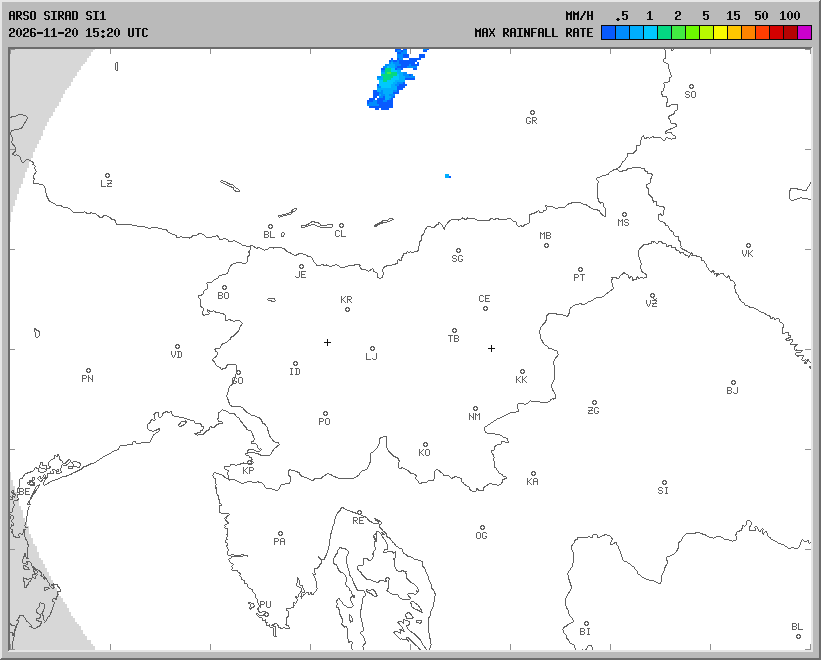 ARSO SIRAD SI1 MM/H .5 1 2 5 15 50 100
2026-11-20 15:20 UTC MAX RAINFALL RATE
SO
GR
LZ
MS
BL CL
MB
VK
SG
JE
PT
BO
KR CE VZ
TB
VD LJ
ID
PN GO KK
BJ
ZG
NM
PO
KO
KP
KA
BE SI
RE
PA OG
PU
BI BL